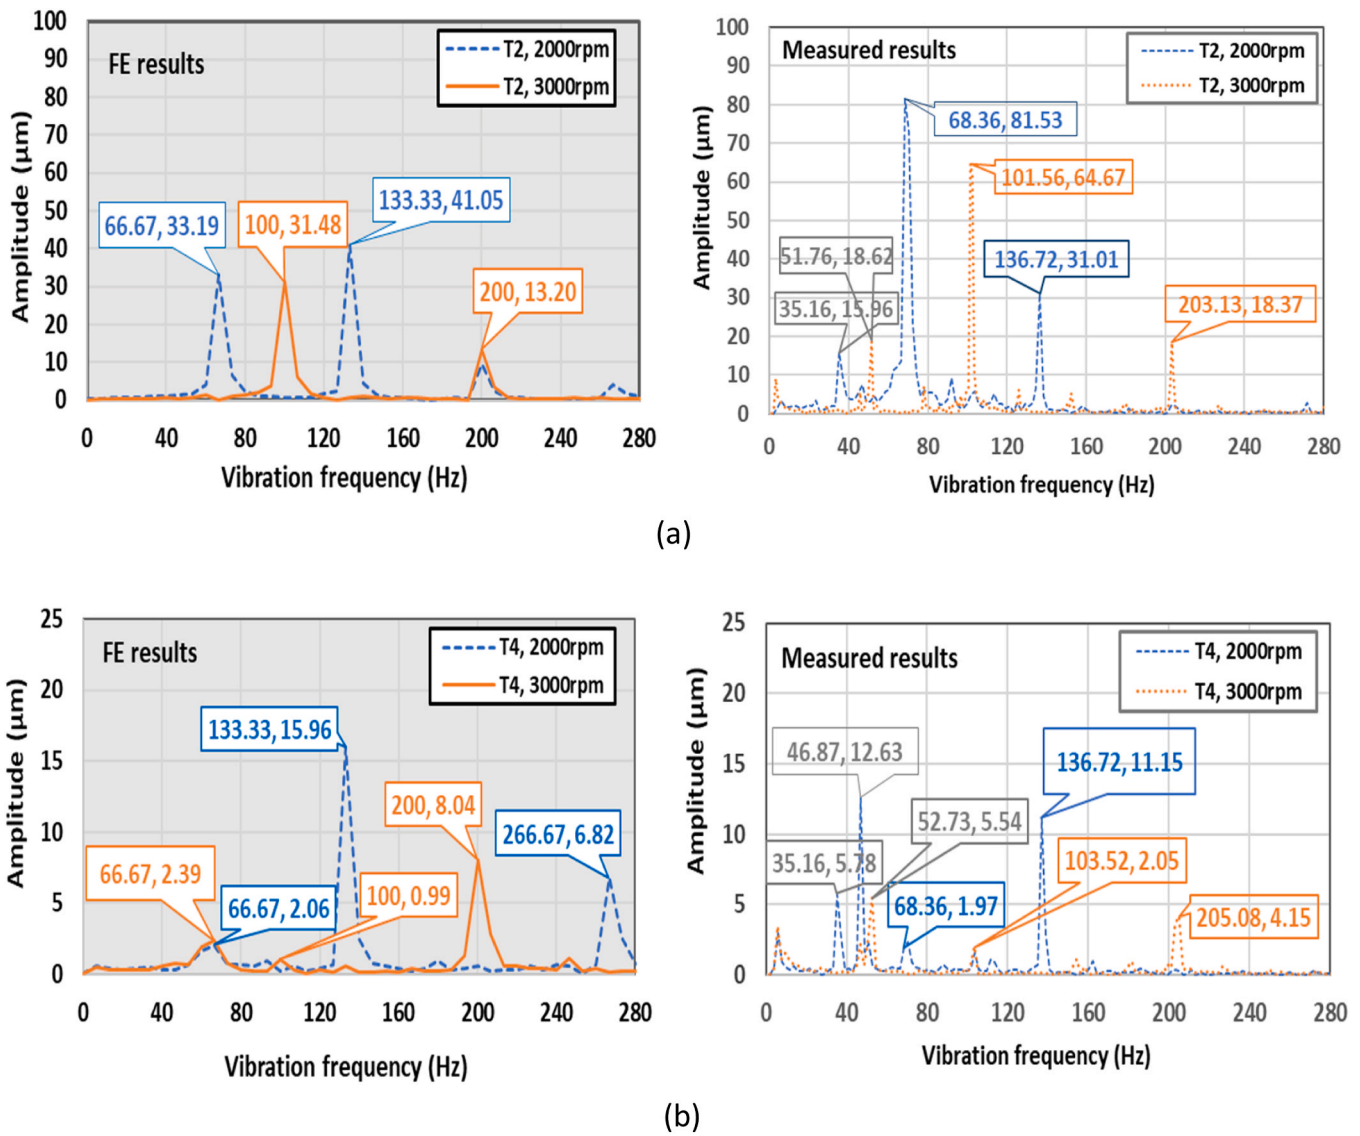 100
90
80
70
60
50
40
30
20
10
0
Amplitude (µm)
FE results
T2, 2000rpm
T2, 3000rpm
66.67, 33.19
100, 31.48
133.33, 41.05
200, 13.20
0 40 80 120 160 200 240 280
Vibration frequency (Hz)
100
90
80
70
60
50
40
30
20
10
0
Amplitude (µm)
Measured results
T2, 2000rpm
T2, 3000rpm
68.36, 81.53
101.56, 64.67
51.76, 18.62
136.72, 31.01
35.16, 15.96
203.13, 18.37
0 40 80 120 160 200 240 280
Vibration frequency (Hz)
(a)
25
20
15
10
5
0
Amplitude (µm)
FE results
T4, 2000rpm
T4, 3000rpm
133.33, 15.96
200, 8.04
266.67, 6.82
66.67, 2.39
66.67, 2.06
100, 0.99
0 40 80 120 160 200 240 280
Vibration frequency (Hz)
25
20
15
10
5
0
Amplitude (µm)
Measured results
T4, 2000rpm
T4, 3000rpm
46.87, 12.63
136.72, 11.15
52.73, 5.54
35.16, 5.78
103.52, 2.05
68.36, 1.97
205.08, 4.15
0 40 80 120 160 200 240 280
Vibration frequency (Hz)
(b)